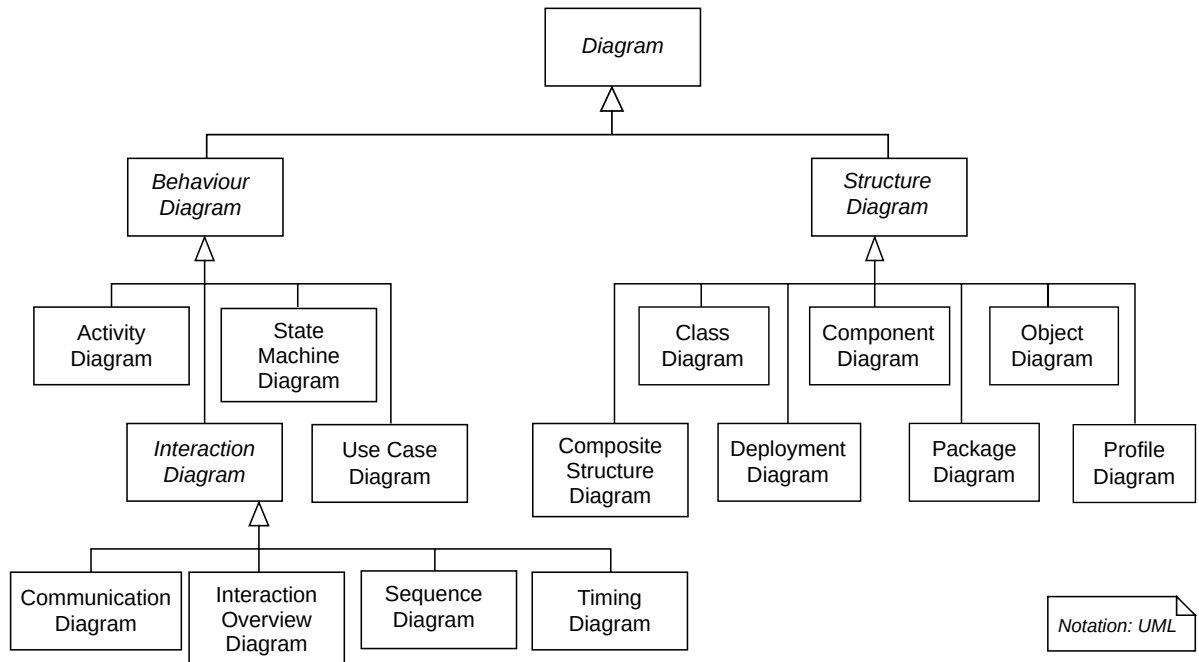 Diagram
Behaviour
Diagram
Structure
Diagram
Activity
Diagram
State
Machine
Diagram
Class
Diagram
Component
Diagram
Object
Diagram
Interaction
Diagram
Use Case
Diagram
Composite
Structure
Diagram
Deployment
Diagram
Package
Diagram
Profile
Diagram
Communication
Diagram
Interaction
Overview
Diagram
Sequence
Diagram
Timing
Diagram
Notation: UML